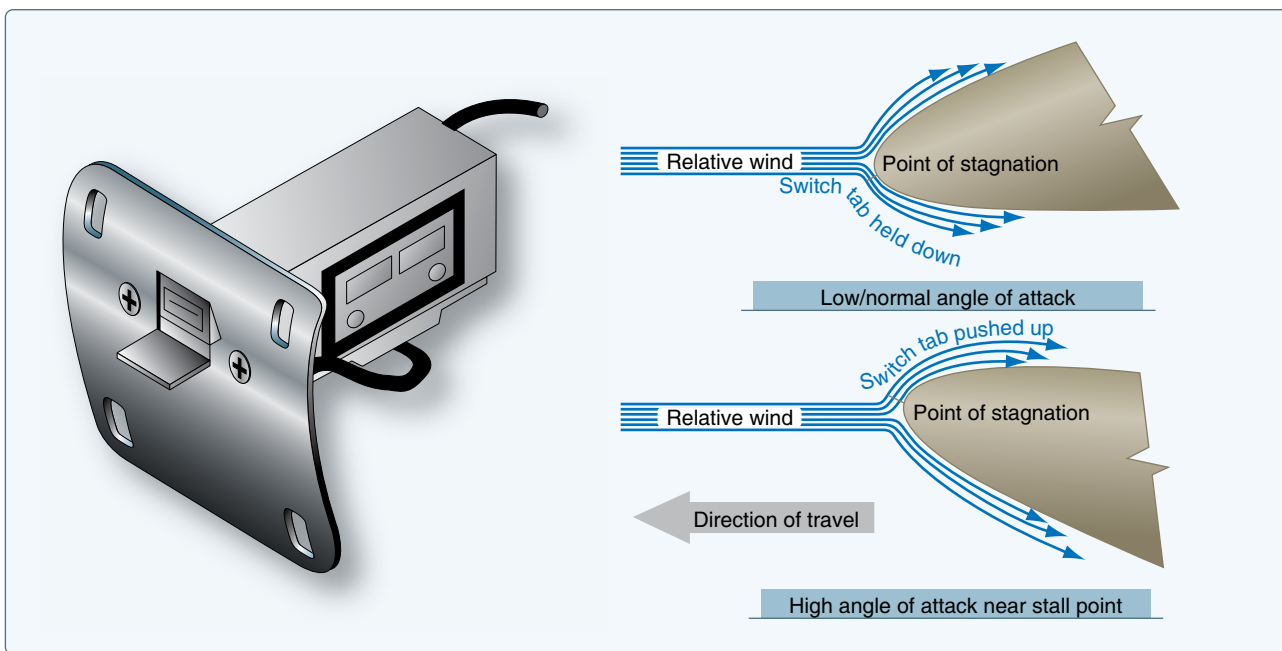 Relative wind
Point of stagnation
Switch tab held down
Low/normal angle of attack
Switch tab pushed up
Relative wind
Point of stagnation
Direction of travel
High angle of attack near stall point